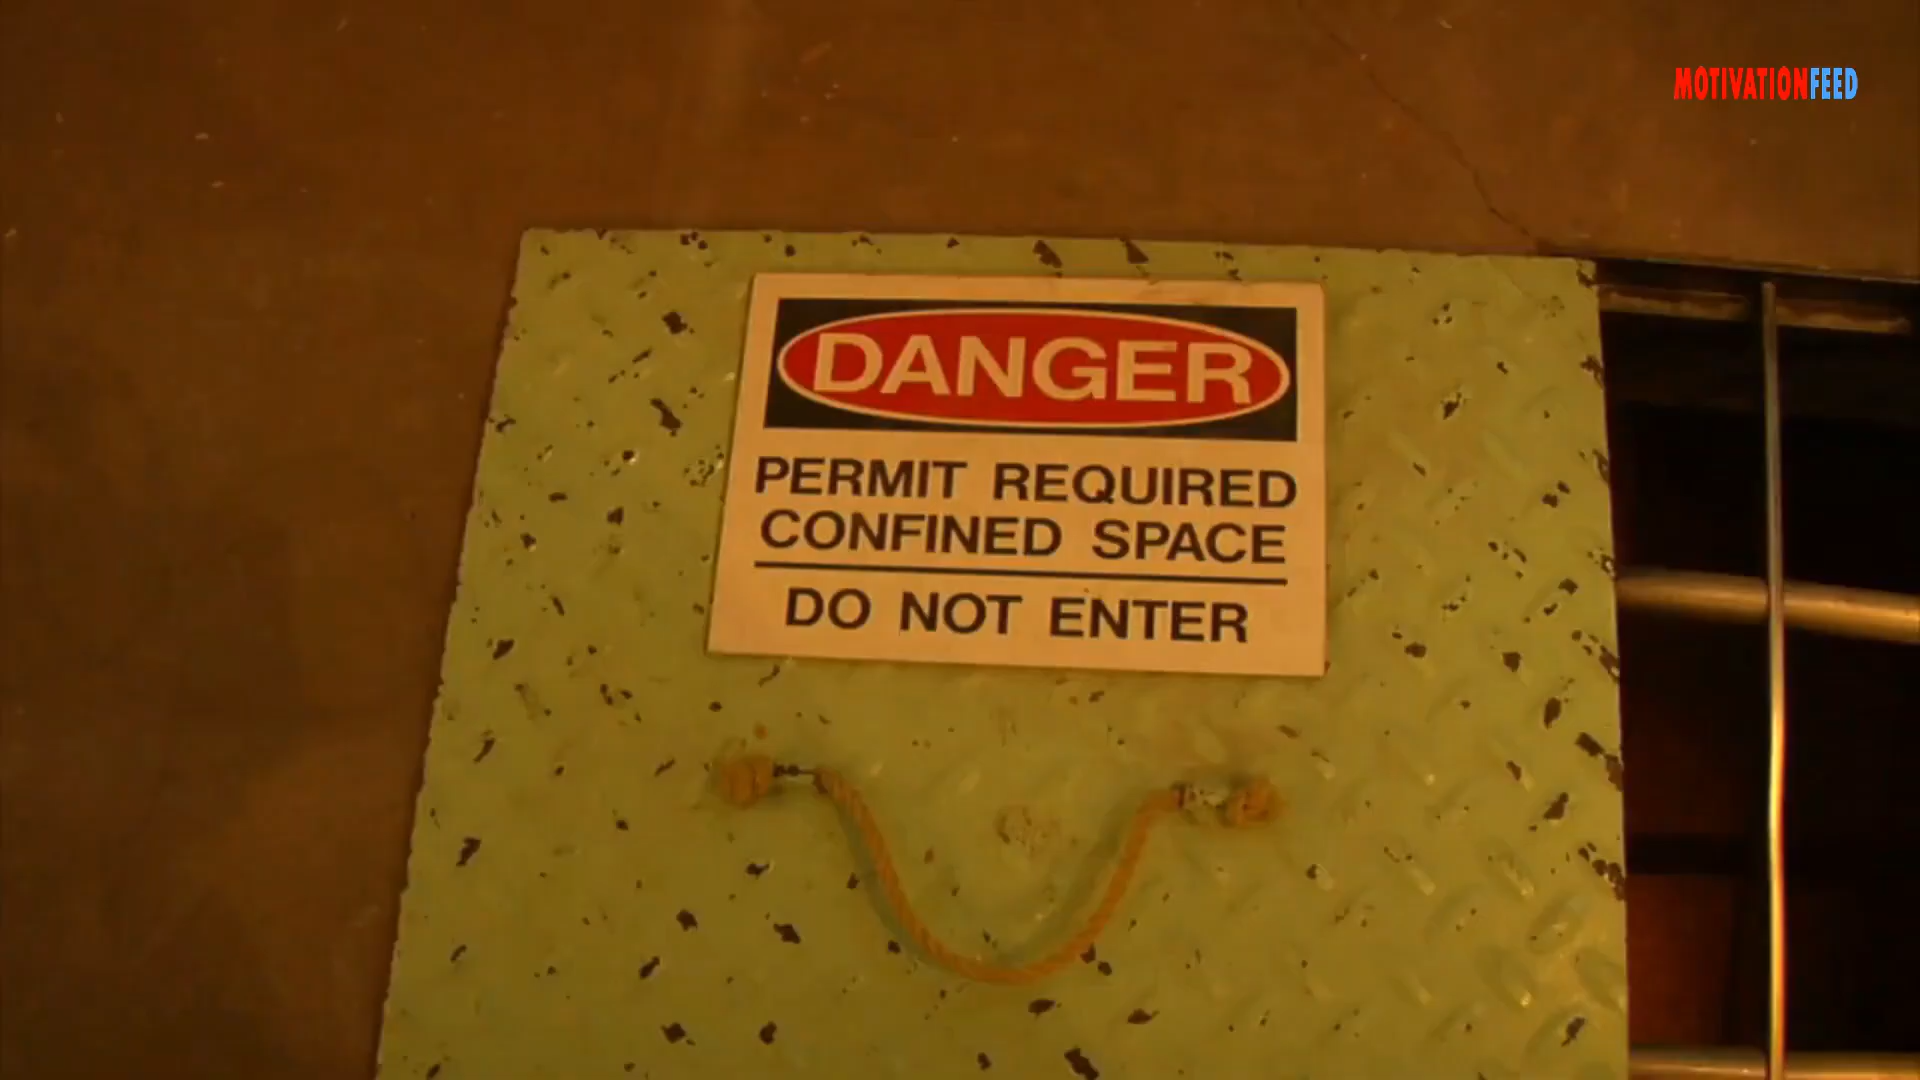 MOTIVATIONFEED
DANGER
PERMIT REQUIRED
CONFINED SPACE
DO NOT ENTER